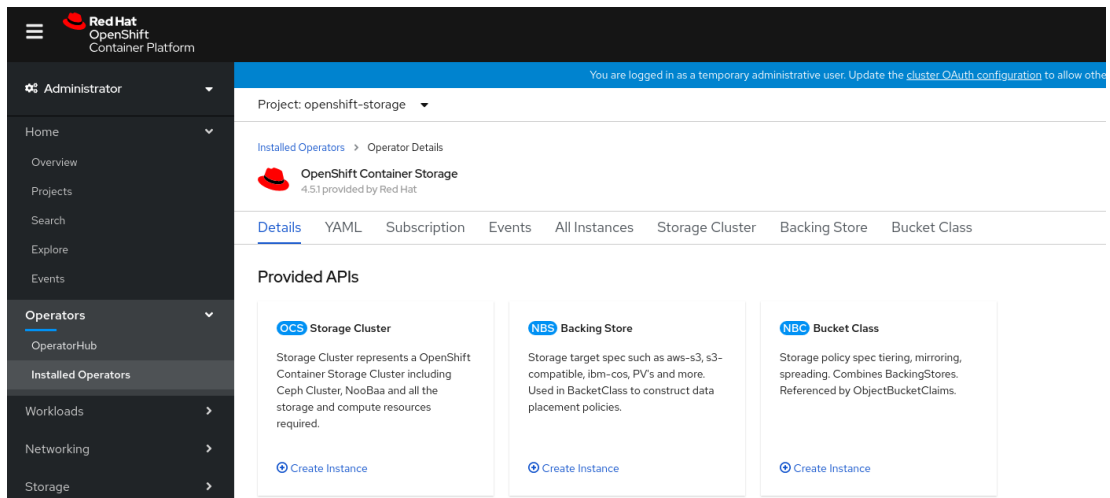 Red Hat
OpenShift
Container Platform
You are logged in as a temporary administrative user. Update the cluster OAuth configuration to allow othe
Administrator
Project: openshift-storage
Home
Overview
Projects
Search
Explore
Events
Operators
OperatorHub
Installed Operators
Workloads
Networking
Storage
Installed Operators > Operator Details
OpenShift Container Storage
4.5.1 provided by Red Hat
Details YAML Subscription Events All Instances Storage Cluster Backing Store Bucket Class
Provided APIs
OCS Storage Cluster
Storage Cluster represents a OpenShift
Container Storage Cluster including
Ceph Cluster, NooBaa and all the
storage and compute resources
required.
Create Instance
NBS Backing Store
Storage target spec such as aws-s3, s3-
compatible, ibm-cos, PV's and more.
Used in BacketClass to construct data
placement policies.
Create Instance
NBC Bucket Class
Storage policy spec tiering, mirroring,
spreading. Combines BackingStores.
Referenced by ObjectBucketClaims.
Create Instance